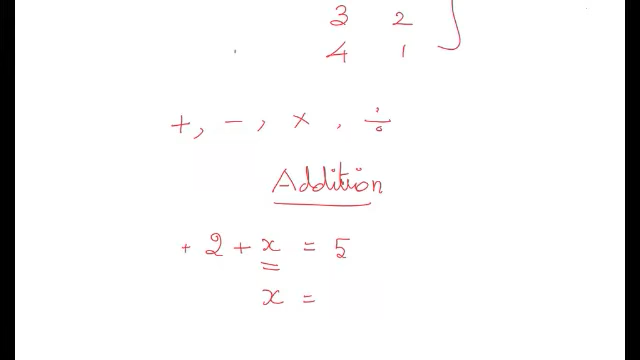 3 2
4 1
+, −, ×, ÷
Addition
+ 2 + x = 5
x =